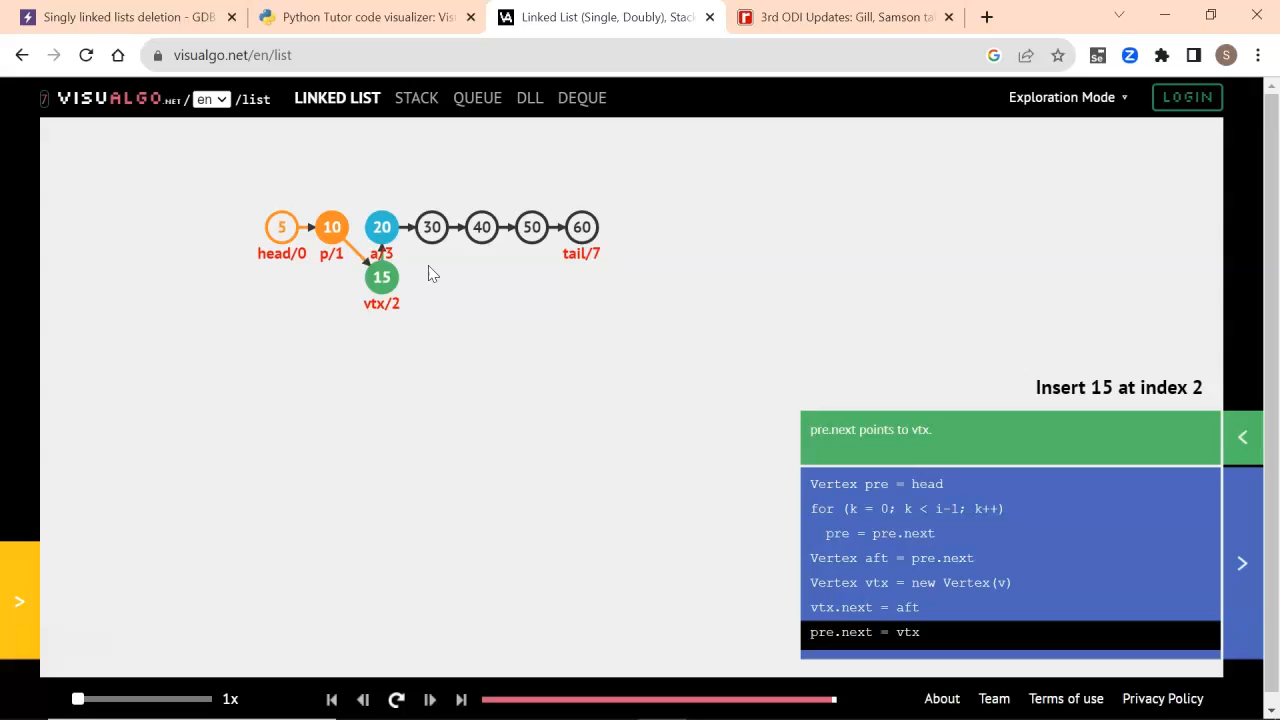 Singly linked lists deletion - GDB
Python Tutor code visualizer: Vis
Linked List (Single, Doubly), Stack
3rd ODI Updates: Gill, Samson ta
visualgo.net/en/list
VISUALGO.NET / en /list LINKED LIST STACK QUEUE DLL DEQUE Exploration Mode LOGIN
5 10 20 30 40 50 60
head/0 p/1 a/3 tail/7
15
vtx/2
Insert 15 at index 2
pre.next points to vtx.
Vertex pre = head
for (k = 0; k < i-1; k++)
pre = pre.next
Vertex aft = pre.next
Vertex vtx = new Vertex(v)
vtx.next = aft
pre.next = vtx
1x About Team Terms of use Privacy Policy